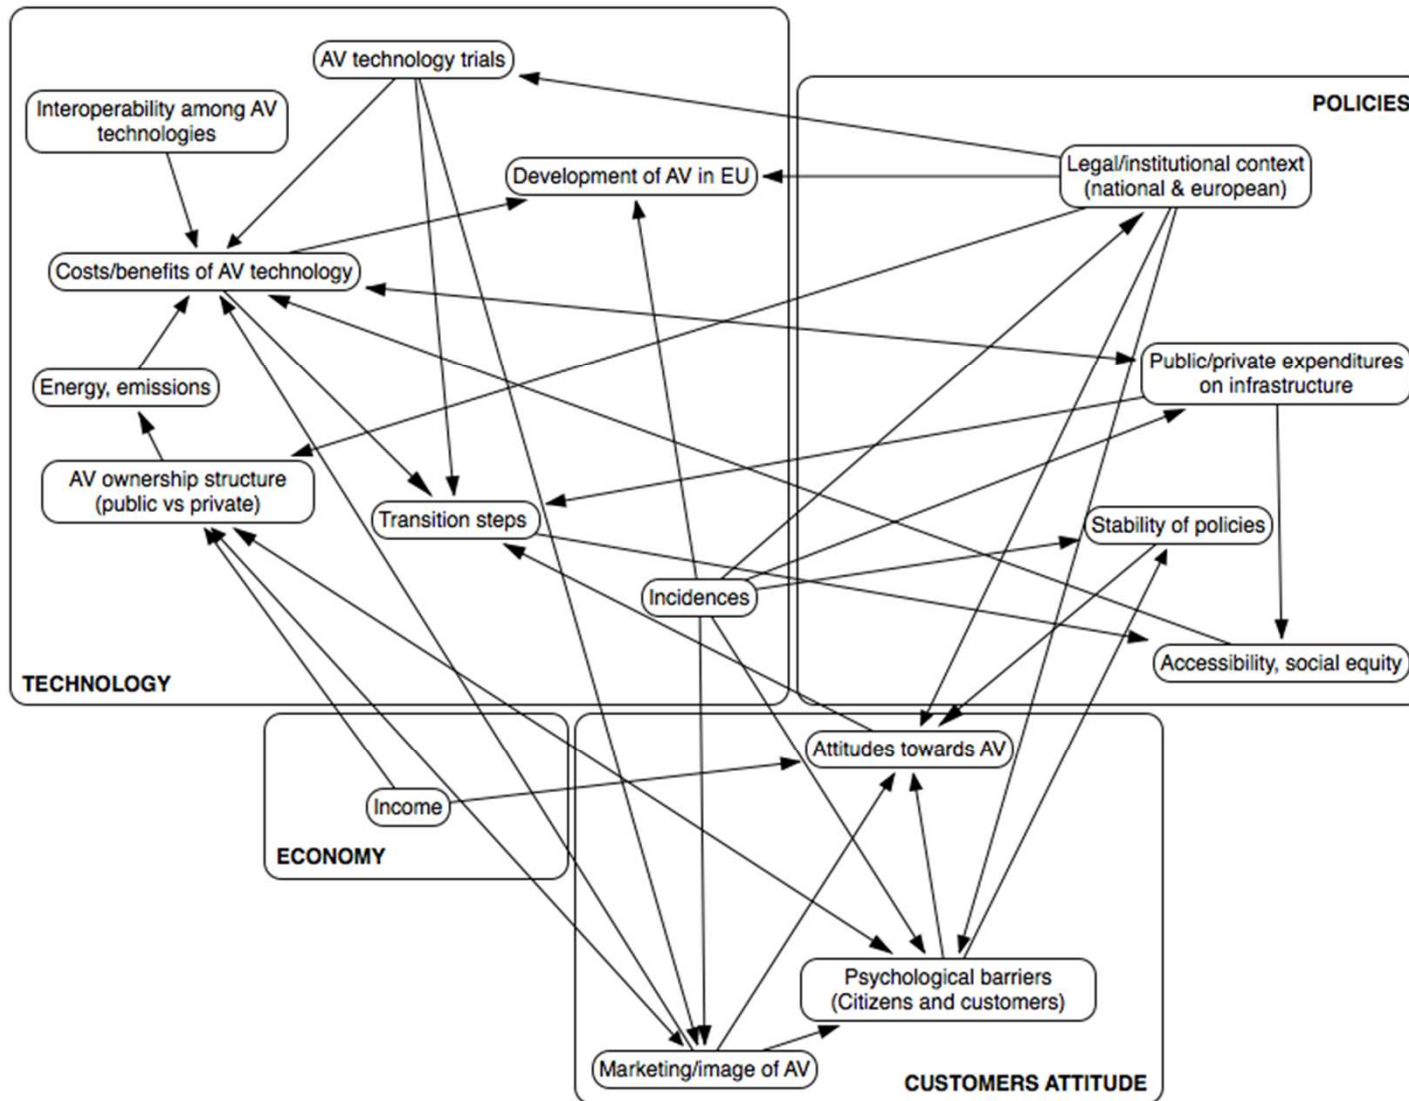 AV technology trials
Interoperability among AV
technologies
Development of AV in EU
Costs/benefits of AV technology
Energy, emissions
AV ownership structure
(public vs private)
Transition steps
Incidences
TECHNOLOGY
POLICIES
Legal/institutional context
(national & european)
Public/private expenditures
on infrastructure
Stability of policies
Accessibility, social equity
Income
ECONOMY
Attitudes towards AV
Psychological barriers
(Citizens and customers)
Marketing/image of AV
CUSTOMERS ATTITUDE